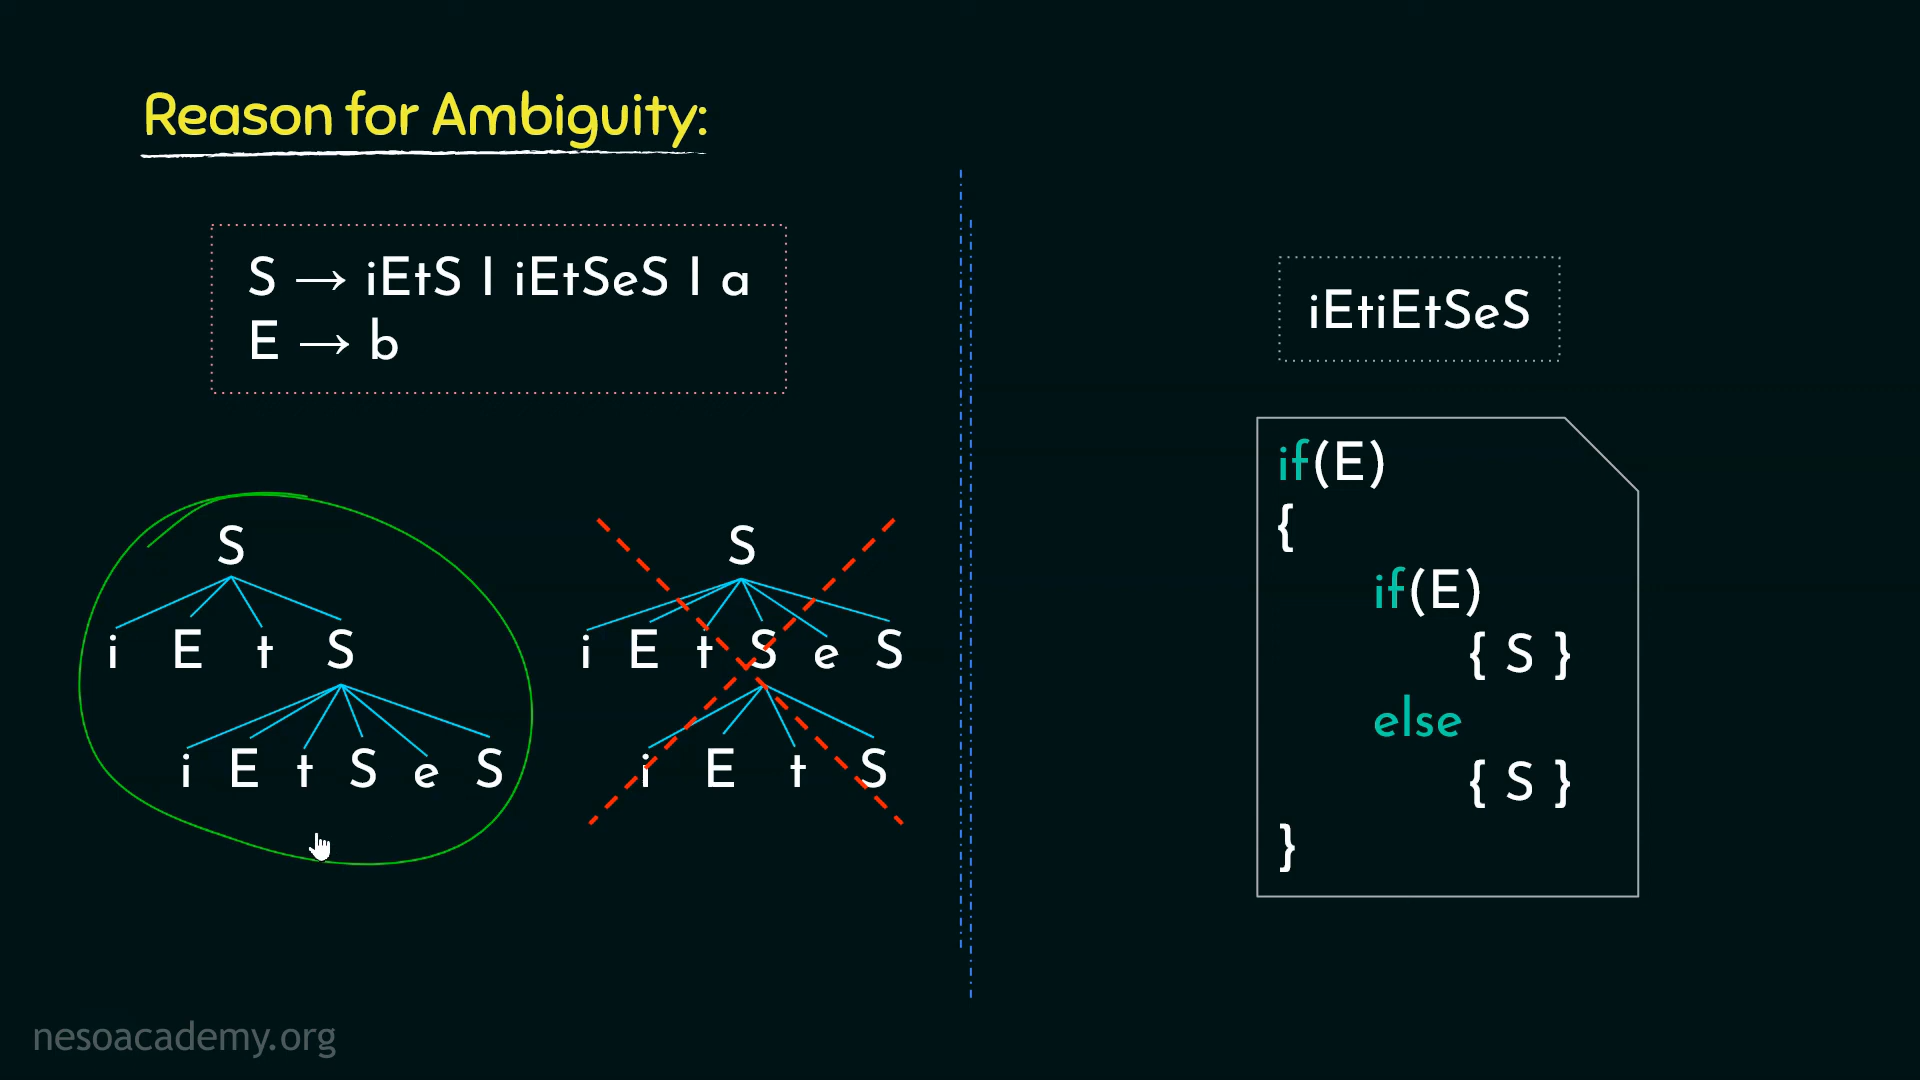 Reason for Ambiguity:
S → iEtS | iEtSeS | a
E → b
S
i E t S
i E t S e S
S
i E t S e S
i E t S
iEtiEtSeS
if(E)
{
if(E)
{ S }
else
{ S }
}
nesoacademy.org